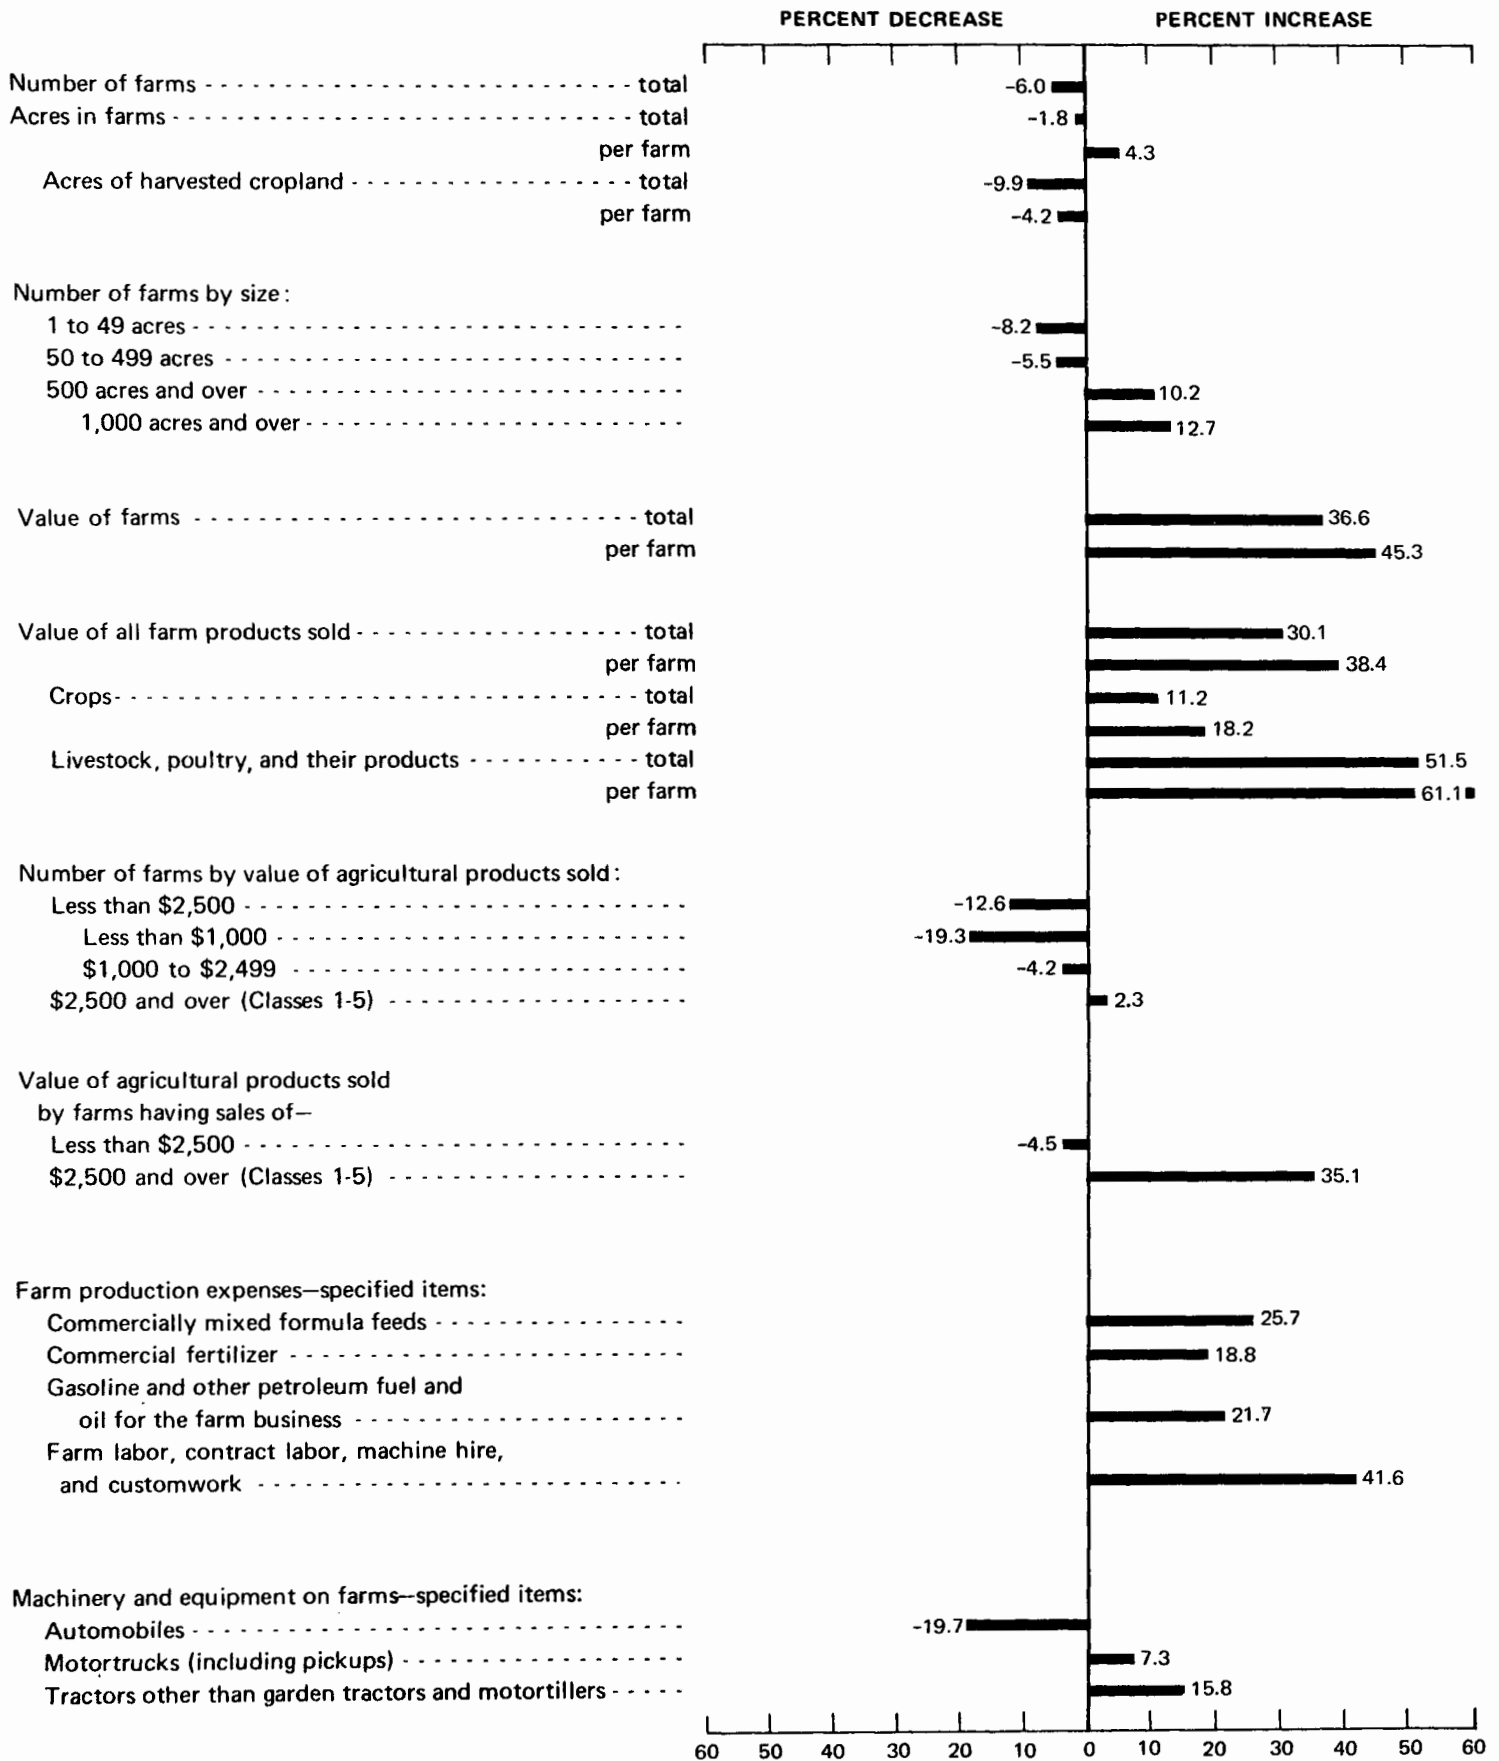 PERCENT DECREASE PERCENT INCREASE
Number of farms - - - - - - - - - - - - - - - - - - - - - - - - - - - total -6.0
Acres in farms - - - - - - - - - - - - - - - - - - - - - - - - - - - - - total -1.8
per farm 4.3
Acres of harvested cropland - - - - - - - - - - - - - - - - - - total -9.9
per farm -4.2
Number of farms by size:
1 to 49 acres - - - - - - - - - - - - - - - - - - - - - - - - - - - - - - - -8.2
50 to 499 acres - - - - - - - - - - - - - - - - - - - - - - - - - - - - - -5.5
500 acres and over - - - - - - - - - - - - - - - - - - - - - - - - - - - 10.2
1,000 acres and over - - - - - - - - - - - - - - - - - - - - - - - - 12.7
Value of farms - - - - - - - - - - - - - - - - - - - - - - - - - - - - total 36.6
per farm 45.3
Value of all farm products sold - - - - - - - - - - - - - - - - - - total 30.1
per farm 38.4
Crops - - - - - - - - - - - - - - - - - - - - - - - - - - - - - - - - - total 11.2
per farm 18.2
Livestock, poultry, and their products - - - - - - - - - - - total 51.5
per farm 61.1
Number of farms by value of agricultural products sold:
Less than $2,500 - - - - - - - - - - - - - - - - - - - - - - - - - - - - -12.6
Less than $1,000 - - - - - - - - - - - - - - - - - - - - - - - - - - -19.3
$1,000 to $2,499 - - - - - - - - - - - - - - - - - - - - - - - - - -4.2
$2,500 and over (Classes 1-5) - - - - - - - - - - - - - - - - - - - 2.3
Value of agricultural products sold
by farms having sales of—
Less than $2,500 - - - - - - - - - - - - - - - - - - - - - - - - - - - - -4.5
$2,500 and over (Classes 1-5) - - - - - - - - - - - - - - - - - - - 35.1
Farm production expenses—specified items:
Commercially mixed formula feeds - - - - - - - - - - - - - - - - 25.7
Commercial fertilizer - - - - - - - - - - - - - - - - - - - - - - - - - 18.8
Gasoline and other petroleum fuel and
oil for the farm business - - - - - - - - - - - - - - - - - - - - - 21.7
Farm labor, contract labor, machine hire,
and customwork - - - - - - - - - - - - - - - - - - - - - - - - - - - 41.6
Machinery and equipment on farms—specified items:
Automobiles - - - - - - - - - - - - - - - - - - - - - - - - - - - - - - - -19.7
Motortrucks (including pickups) - - - - - - - - - - - - - - - - - - 7.3
Tractors other than garden tractors and motortillers - - - - - 15.8
60 50 40 30 20 10 0 10 20 30 40 50 60